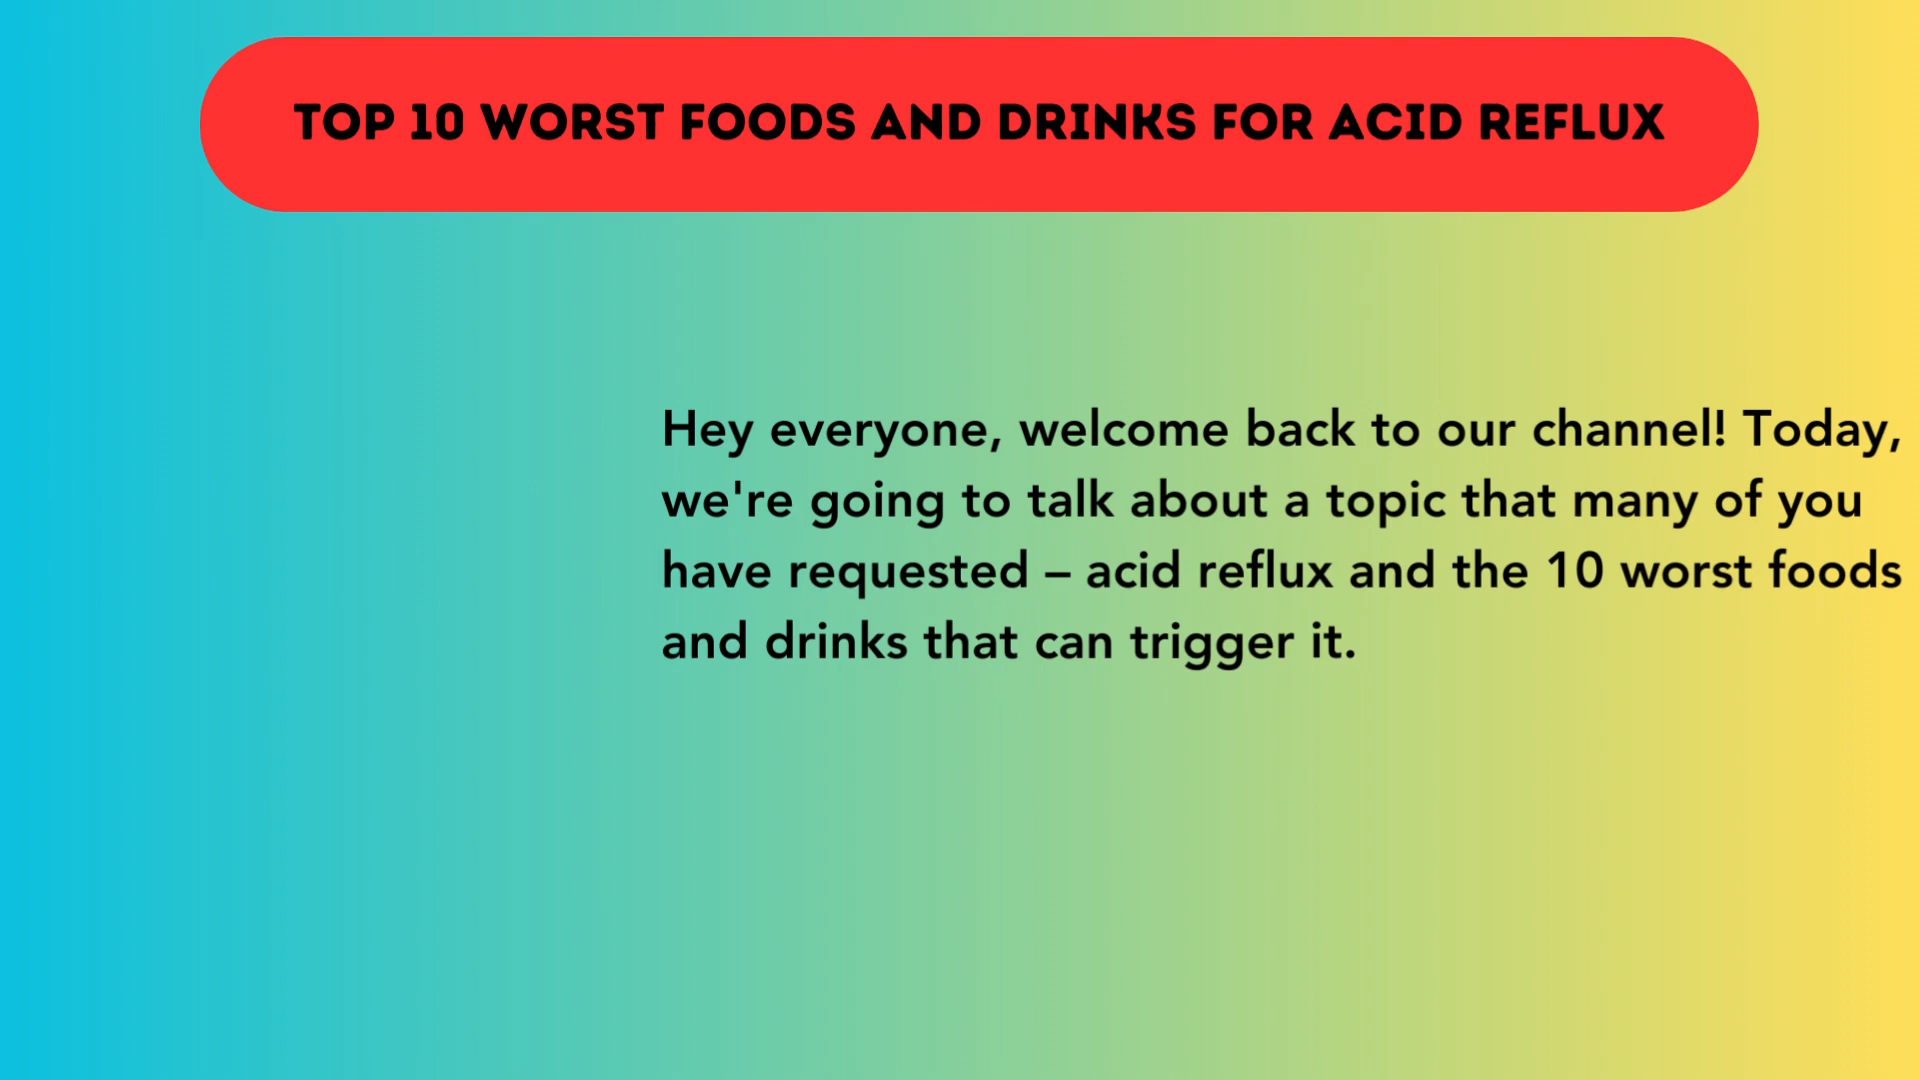 TOP 10 WORST FOODS AND DRINKS FOR ACID REFLUX
Hey everyone, welcome back to our channel! Today,
we're going to talk about a topic that many of you
have requested – acid reflux and the 10 worst foods
and drinks that can trigger it.